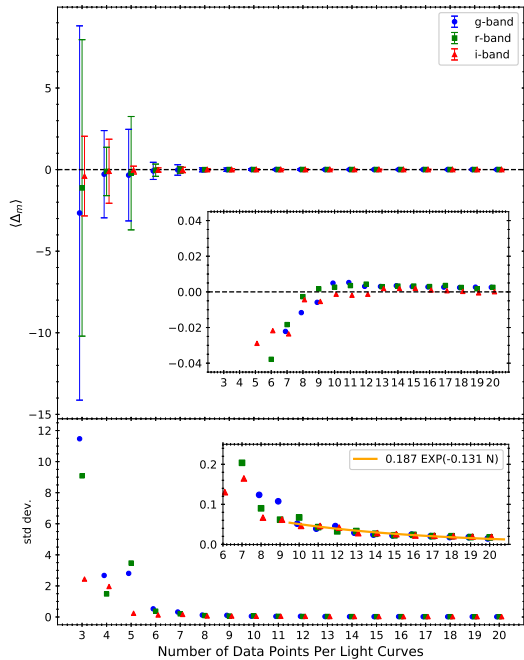 g-band
r-band
i-band
5
0
−5
−10
−15
⟨Δm⟩
0.04
0.02
0.00
−0.02
−0.04
3 4 5 6 7 8 9 10 11 12 13 14 15 16 17 18 19 20
12
10
8
6
4
2
0
std dev.
0.187 EXP(-0.131 N)
0.2
0.1
0.0
6 7 8 9 10 11 12 13 14 15 16 17 18 19 20
3 4 5 6 7 8 9 10 11 12 13 14 15 16 17 18 19 20
Number of Data Points Per Light Curves